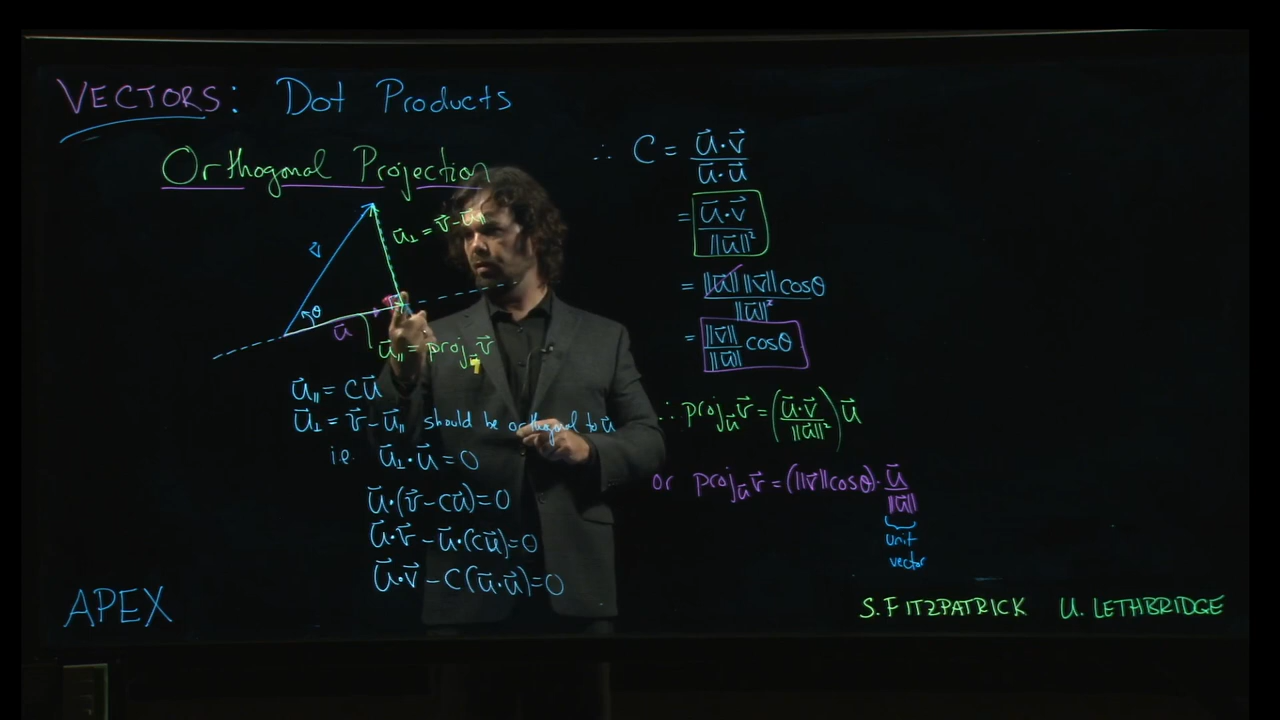 VECTORS: Dot Products
Orthogonal Projection
v⃗
θ
u⃗
u⃗⊥ = v⃗ - u⃗∥
u⃗∥ = proj_u⃗ v⃗
u⃗∥ = cu⃗
u⃗⊥ = v⃗ - u⃗∥ should be orthogonal to u⃗
i.e. u⃗⊥·u⃗ = 0
u⃗·(v⃗ - cu⃗) = 0
u⃗·v⃗ - u⃗·(cu⃗) = 0
u⃗·v⃗ - c(u⃗·u⃗) = 0
∴ C = u⃗·v⃗ / u⃗·u⃗
= u⃗·v⃗ / ||u⃗||²
= ||u⃗|| ||v⃗|| cosθ / ||u⃗||²
= ||v⃗|| / ||u⃗|| cosθ
∴ proj_u⃗ v⃗ = (u⃗·v⃗ / ||u⃗||²) u⃗
or proj_u⃗ v⃗ = (||v⃗|| cosθ) · u⃗ / ||u⃗||
unit
vector
APEX
S. FITZPATRICK U. LETHBRIDGE